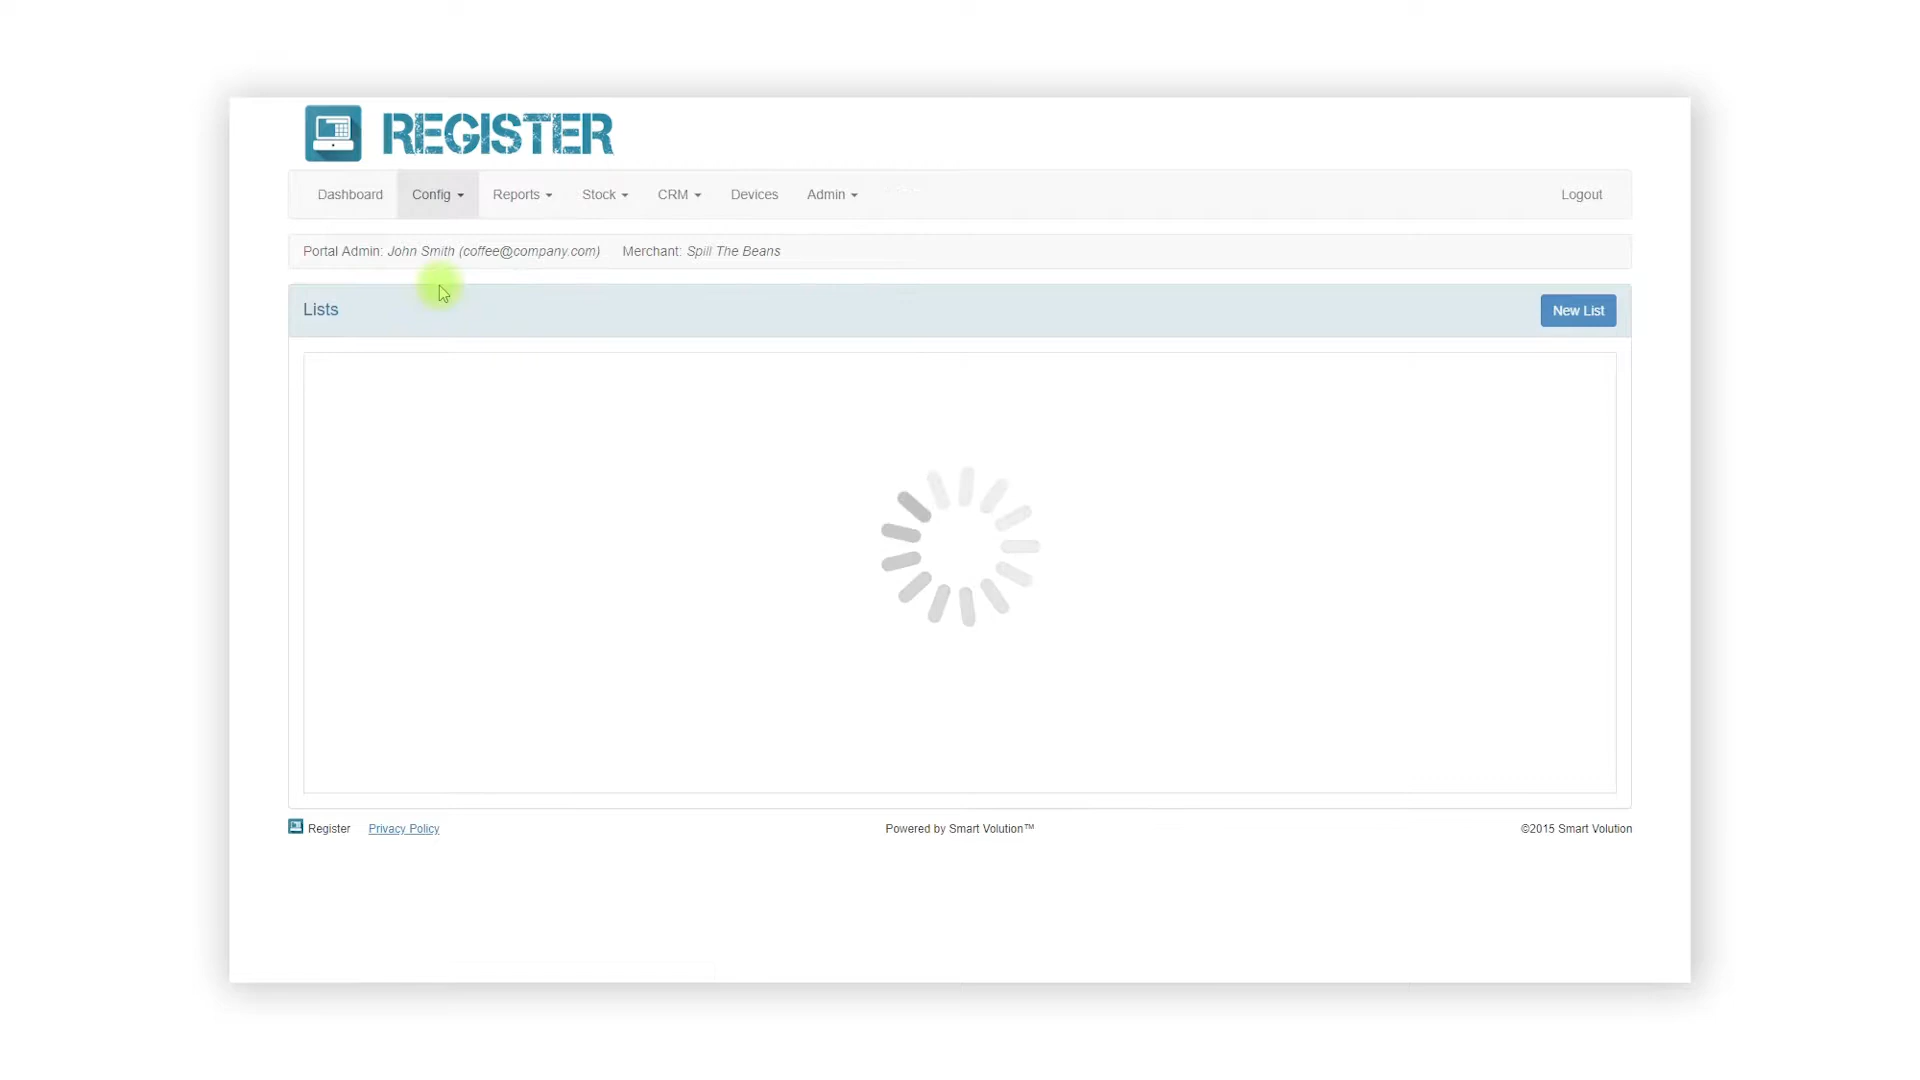 REGISTER
Dashboard Config Reports Stock CRM Devices Admin Logout
Portal Admin: John Smith (coffee@company.com) Merchant: Spill The Beans
Lists New List
Register Privacy Policy Powered by Smart Volution™ ©2015 Smart Volution